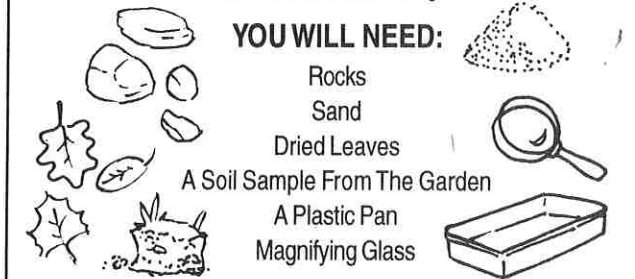 YOU WILL NEED:
Rocks
Sand
Dried Leaves
A Soil Sample From The Garden
A Plastic Pan
Magnifying Glass